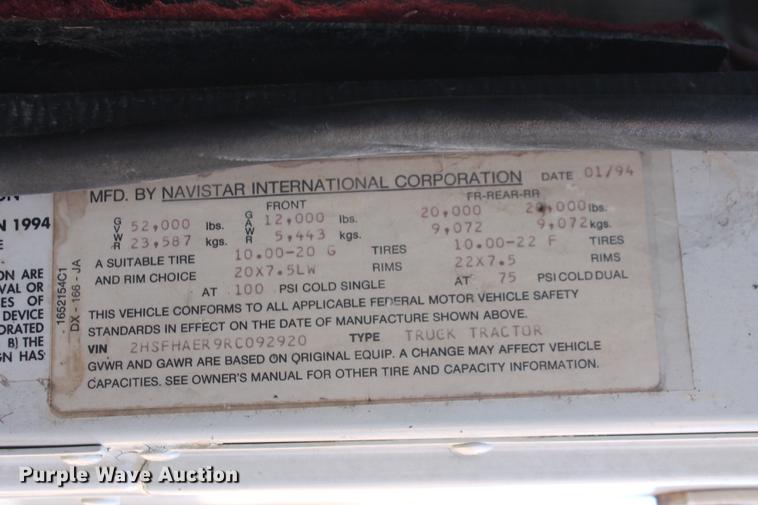 MFD. BY NAVISTAR INTERNATIONAL CORPORATION DATE 01/94
FRONT FR-REAR-RR
GVWR 52,000 lbs. GAWR 12,000 lbs. 20,000 20,000 lbs.
23,587 kgs. 5,443 kgs. 9,072 9,072 kgs.
A SUITABLE TIRE 10.00-20 G TIRES 10.00-22 F TIRES
AND RIM CHOICE 20X7.5LW RIMS 22X7.5 RIMS
AT 100 PSI COLD SINGLE AT 75 PSI COLD DUAL
THIS VEHICLE CONFORMS TO ALL APPLICABLE FEDERAL MOTOR VEHICLE SAFETY
STANDARDS IN EFFECT ON THE DATE OF MANUFACTURE SHOWN ABOVE.
VIN 2HSFHAER9RC092920 TYPE TRUCK TRACTOR
GVWR AND GAWR ARE BASED ON ORIGINAL EQUIP. A CHANGE MAY AFFECT VEHICLE
CAPACITIES. SEE OWNER'S MANUAL FOR OTHER TIRE AND CAPACITY INFORMATION.
1652154C1
DX - 166 - JA
ON
N 1994
E
ION ARE
VAL OR
ES OF
DEVICE
ORATED
B) THE
GN HAS
Purple Wave Auction